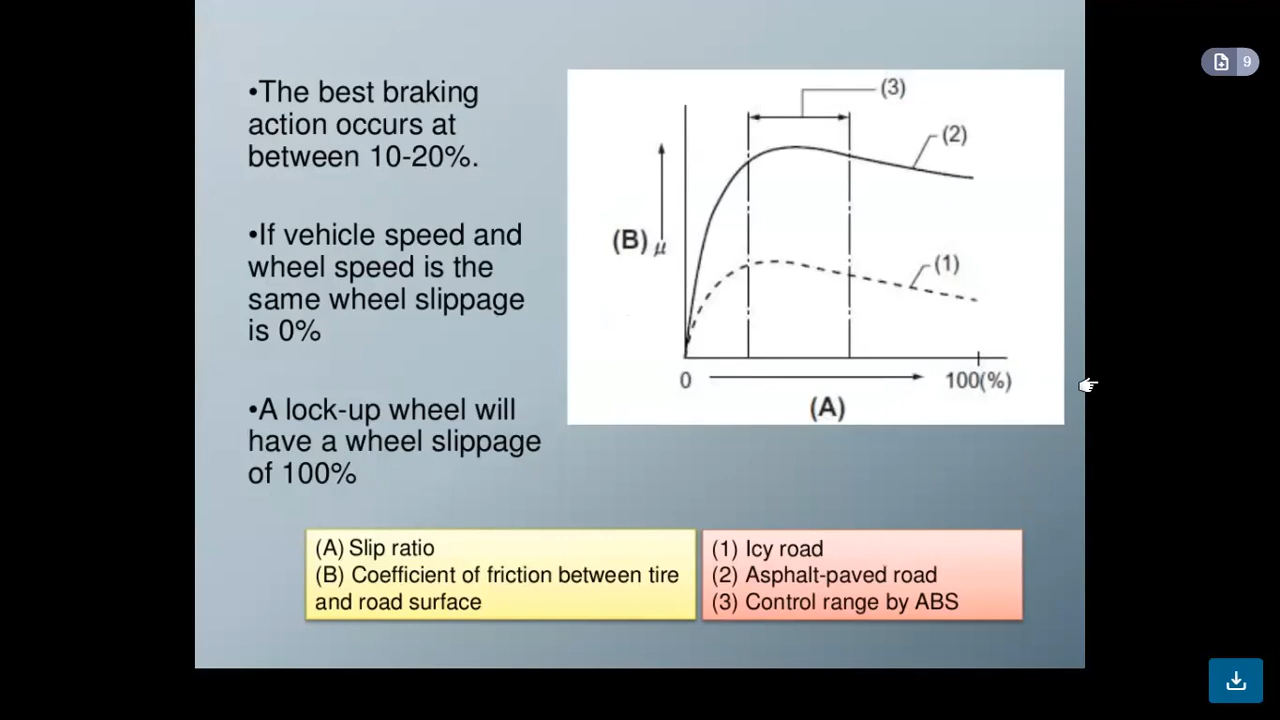 •The best braking
action occurs at
between 10-20%.
•If vehicle speed and
wheel speed is the
same wheel slippage
is 0%
•A lock-up wheel will
have a wheel slippage
of 100%
(3)
(2)
(B) μ
(1)
0
100(%)
(A)
(A) Slip ratio
(B) Coefficient of friction between tire
and road surface
(1) Icy road
(2) Asphalt-paved road
(3) Control range by ABS
9